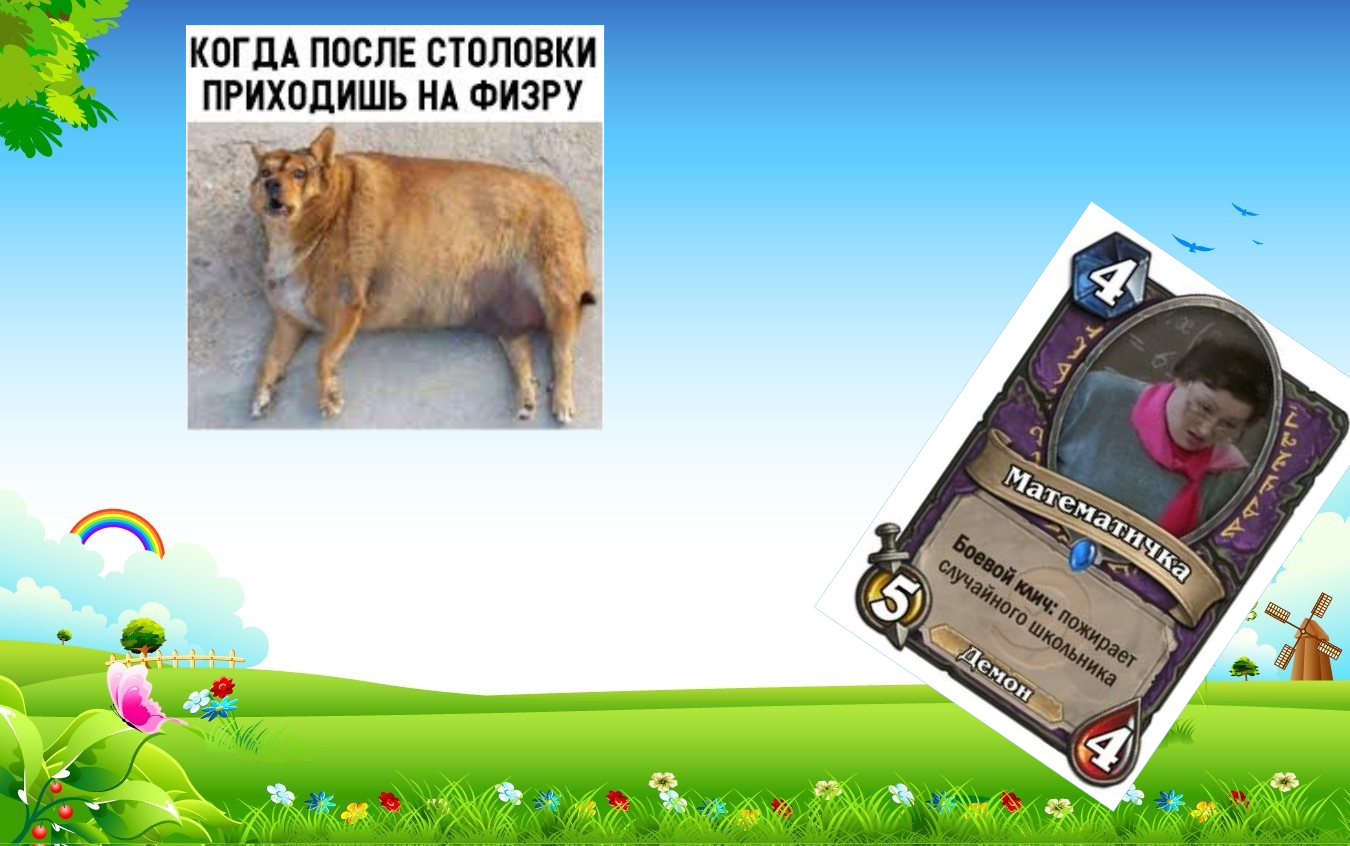 КОГДА ПОСЛЕ СТОЛОВКИ
ПРИХОДИШЬ НА ФИЗРУ
4
Математичка
Боевой клич: пожирает
случайного школьника
5
Демон
4